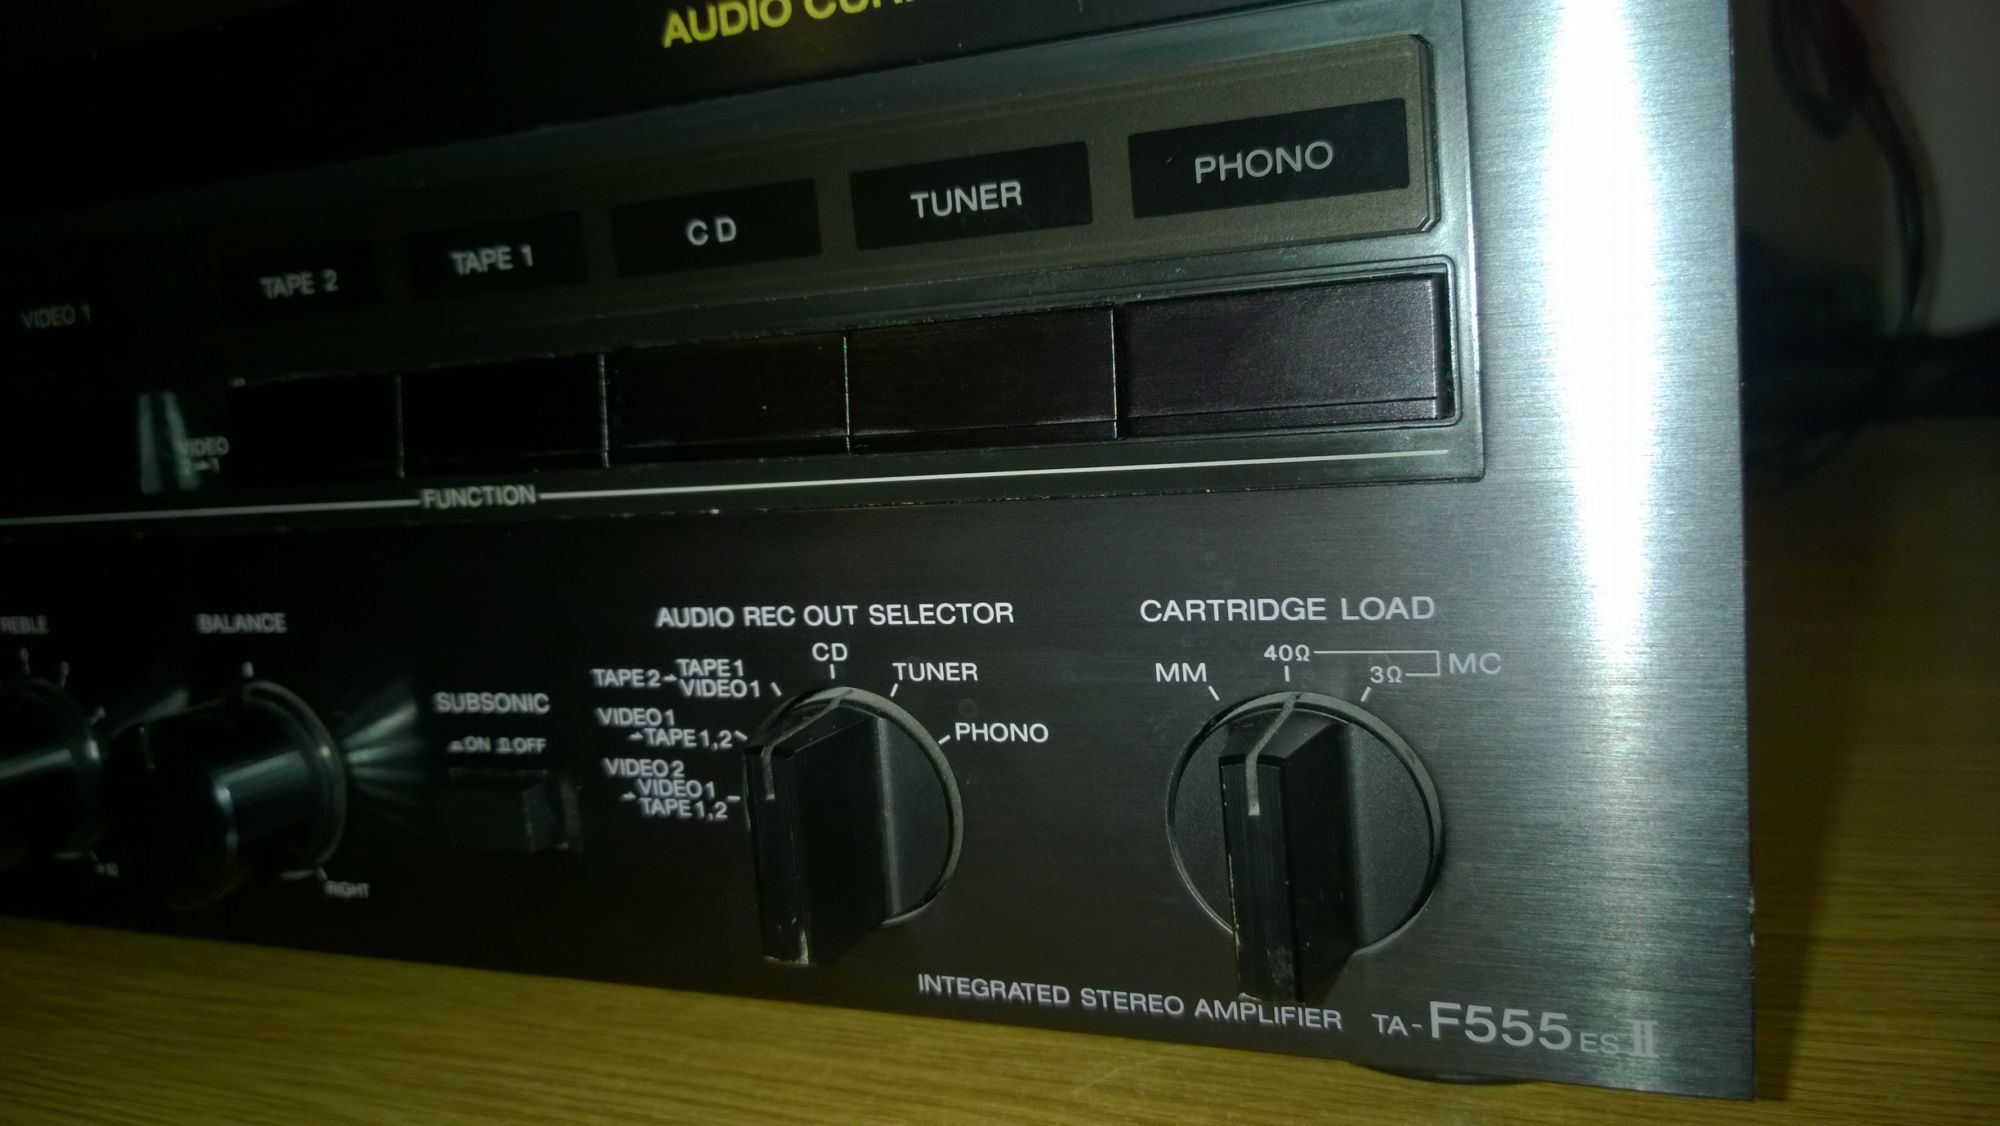 AUDIO
PHONO
TUNER
CD
TAPE 1
TAPE 2
VIDEO 1
VIDEO
FUNCTION
BALANCE
RIGHT
SUBSONIC
ON OFF
AUDIO REC OUT SELECTOR
CD
TAPE 2 TAPE 1
VIDEO 1
TUNER
VIDEO 1
TAPE 1,2
PHONO
VIDEO 2
VIDEO 1
TAPE 1,2
CARTRIDGE LOAD
MM
40Ω
3Ω
MC
INTEGRATED STEREO AMPLIFIER TA-F555 ES II